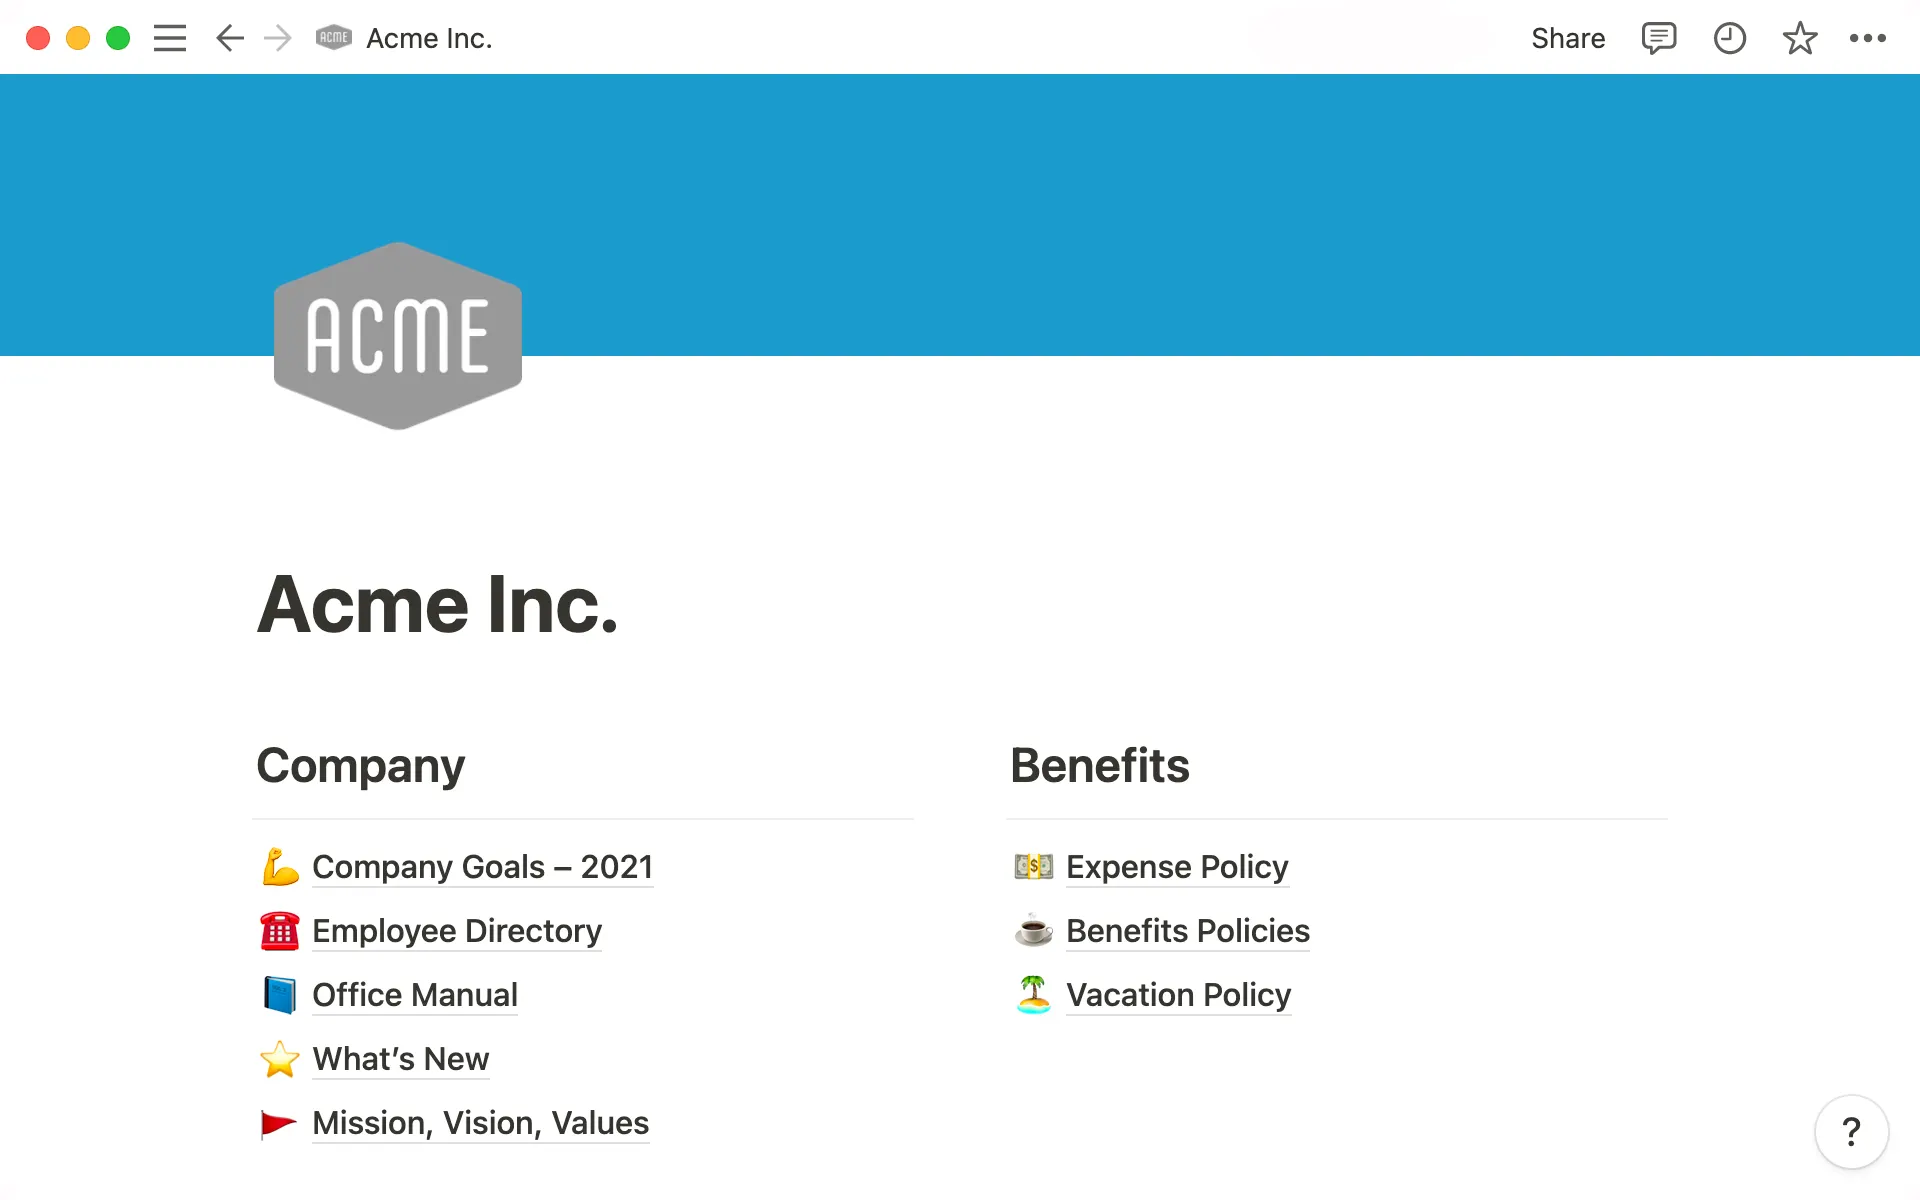 ACME Acme Inc.
Share
ACME
Acme Inc.
Company
Company Goals – 2021
Employee Directory
Office Manual
What’s New
Mission, Vision, Values
Benefits
Expense Policy
Benefits Policies
Vacation Policy
?